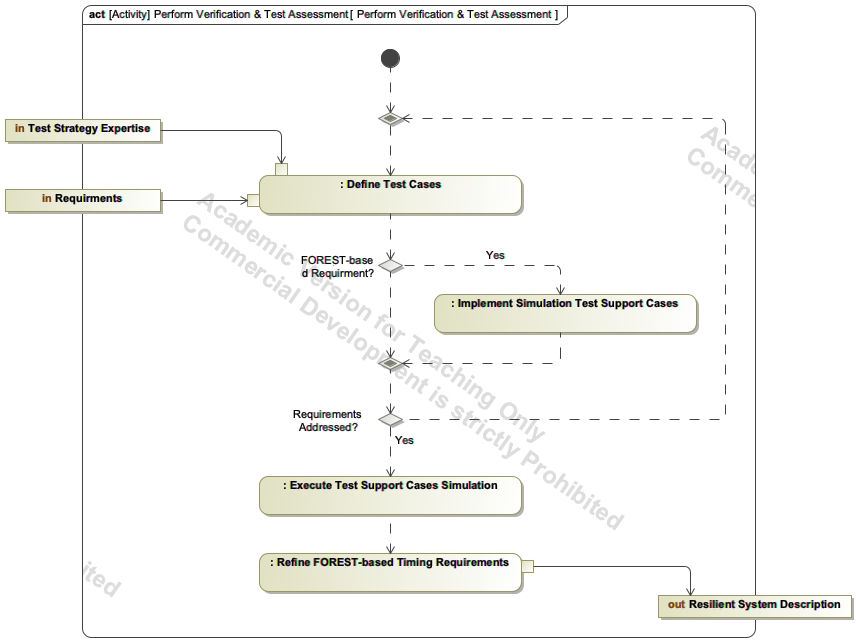 act [Activity] Perform Verification & Test Assessment[ Perform Verification & Test Assessment ]
in Test Strategy Expertise
: Define Test Cases
in Requirments
FOREST-base
d Requirment?
Yes
: Implement Simulation Test Support Cases
Requirements
Addressed?
Yes
: Execute Test Support Cases Simulation
: Refine FOREST-based Timing Requirements
out Resilient System Description
Academic Version for Teaching Only
Commercial Development is strictly Prohibited
Acade
Comme
ited